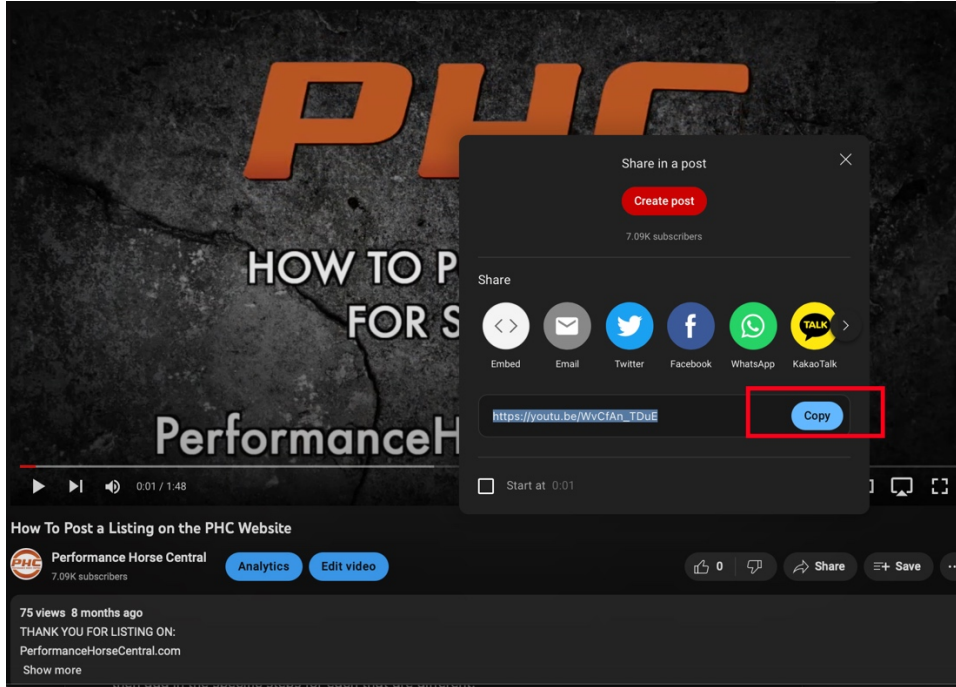 PHC
HOW TO P
FOR S
PerformanceH
Share in a post
Create post
7.09K subscribers
Share
TALK
Embed Email Twitter Facebook WhatsApp KakaoTalk
https://youtu.be/WvCfAn_TDuE Copy
Start at 0:01
0:01 / 1:48
How To Post a Listing on the PHC Website
PHC
Performance Horse Central
7.09K subscribers
Analytics Edit video
0 Share Save
75 views 8 months ago
THANK YOU FOR LISTING ON:
PerformanceHorseCentral.com
Show more